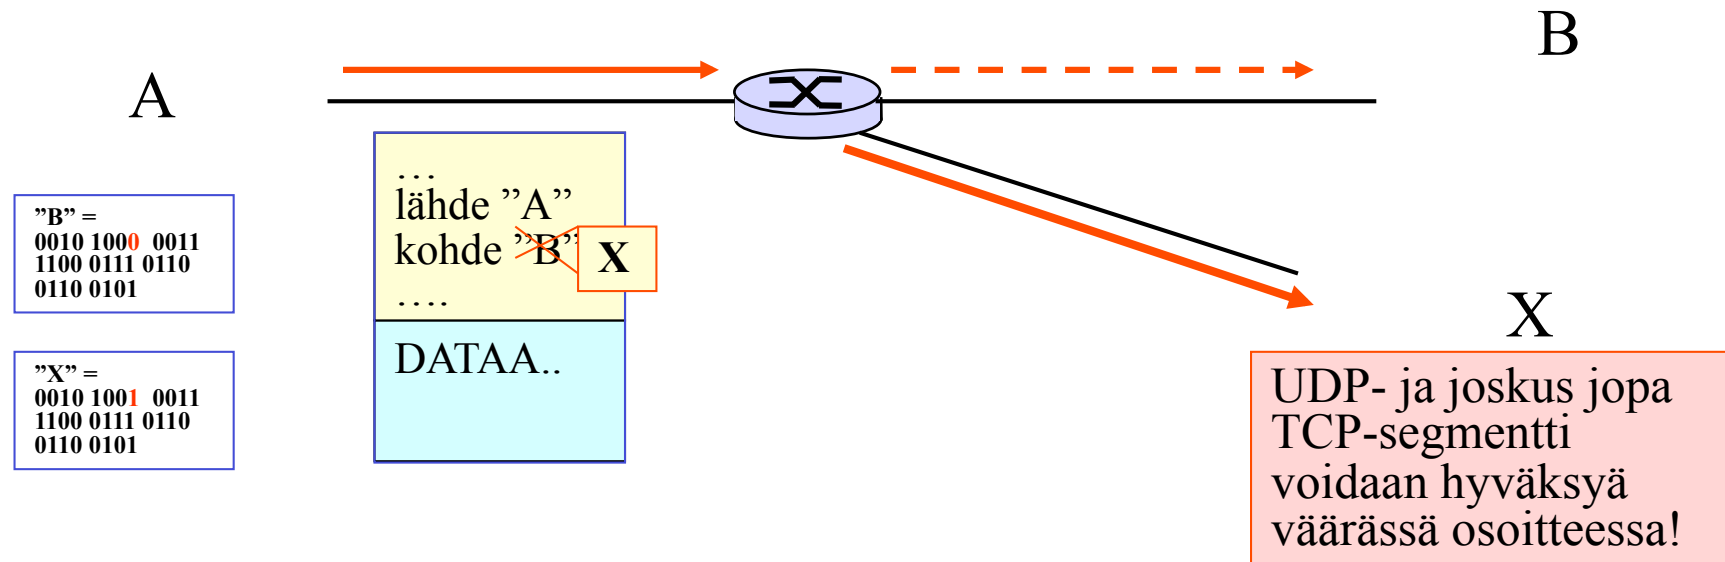 A
B
”B” =
0010 1000 0011
1100 0111 0110
0110 0101
”X” =
0010 1001 0011
1100 0111 0110
0110 0101
…
lähde ”A”
kohde ”B”
X
….
DATAA..
X
UDP- ja joskus jopa
TCP-segmentti
voidaan hyväksyä
väärässä osoitteessa!